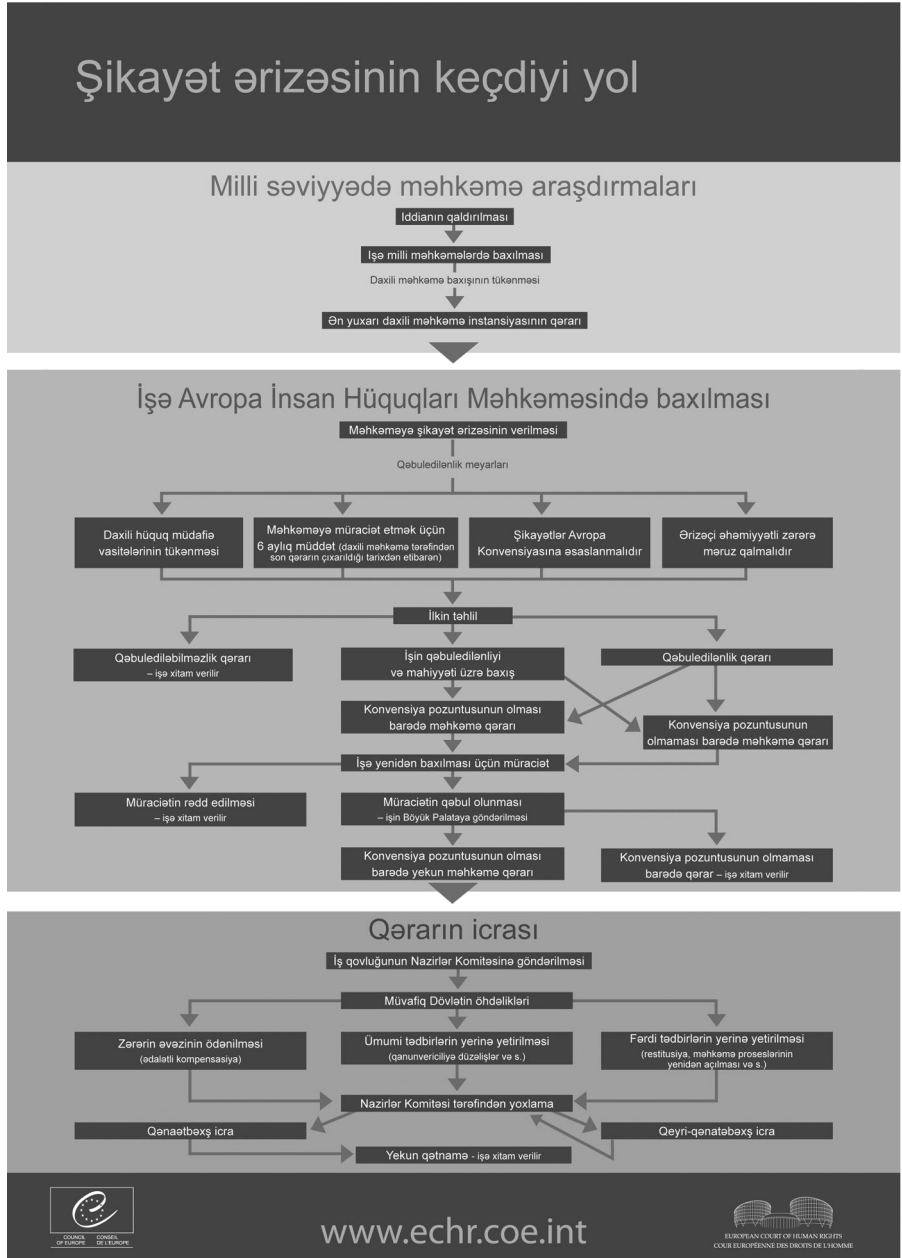 Şikayət ərizəsinin keçdiyi yol
Milli səviyyədə məhkəmə araşdırmaları
Iddianın qaldırılması
Işə milli məhkəmələrdə baxılması
Daxili məhkəmə baxışının tükənməsi
Ən yuxarı daxili məhkəmə instansiyasının qərarı
İşə Avropa İnsan Hüquqları Məhkəməsində baxılması
Məhkəməyə şikayət ərizəsinin verilməsi
Qəbuledilənlik meyarları
Daxili hüquq müdafiə
vasitələrinin tükənməsi
Məhkəməyə müraciət etmək üçün
6 aylıq müddət (daxili məhkəmə tərəfindən
son qərarın çıxarıldığı tarixdən etibarən)
Şikayətlər Avropa
Konvensiyasına əsaslanmalıdır
Ərizəçi əhəmiyyətli zərərə
məruz qalmalıdır
İlkin təhlil
Qəbulediləbilməzlik qərarı
– işə xitam verilir
İşin qəbuledilənliyi
və mahiyyəti üzrə baxış
Qəbuledilənlik qərarı
Konvensiya pozuntusunun olması
barədə məhkəmə qərarı
Konvensiya pozuntusunun
olmaması barədə məhkəmə qərarı
İşə yenidən baxılması üçün müraciət
Müraciətin rədd edilməsi
– işə xitam verilir
Müraciətin qəbul olunması
– işin Böyük Palataya göndərilməsi
Konvensiya pozuntusunun olması
barədə yekun məhkəmə qərarı
Konvensiya pozuntusunun olmaması
barədə qərar – işə xitam verilir
Qərarın icrası
İş qovluğunun Nazirlər Komitəsinə göndərilməsi
Müvafiq Dövlətin öhdəlikləri
Zərərin əvəzinin ödənilməsi
(ədalətli kompensasiya)
Ümumi tədbirlərin yerinə yetirilməsi
(qanunvericiliyə düzəlişlər və s.)
Fərdi tədbirlərin yerinə yetirilməsi
(restitusiya, məhkəmə proseslərinin
yenidən açılması və s.)
Nazirlər Komitəsi tərəfindən yoxlama
Qənaətbəxş icra
Qeyri-qənatəbəxş icra
Yekun qətnamə - işə xitam verilir
COUNCIL OF EUROPE
CONSEIL DE L'EUROPE
www.echr.coe.int
EUROPEAN COURT OF HUMAN RIGHTS
COUR EUROPÉENNE DES DROITS DE L'HOMME